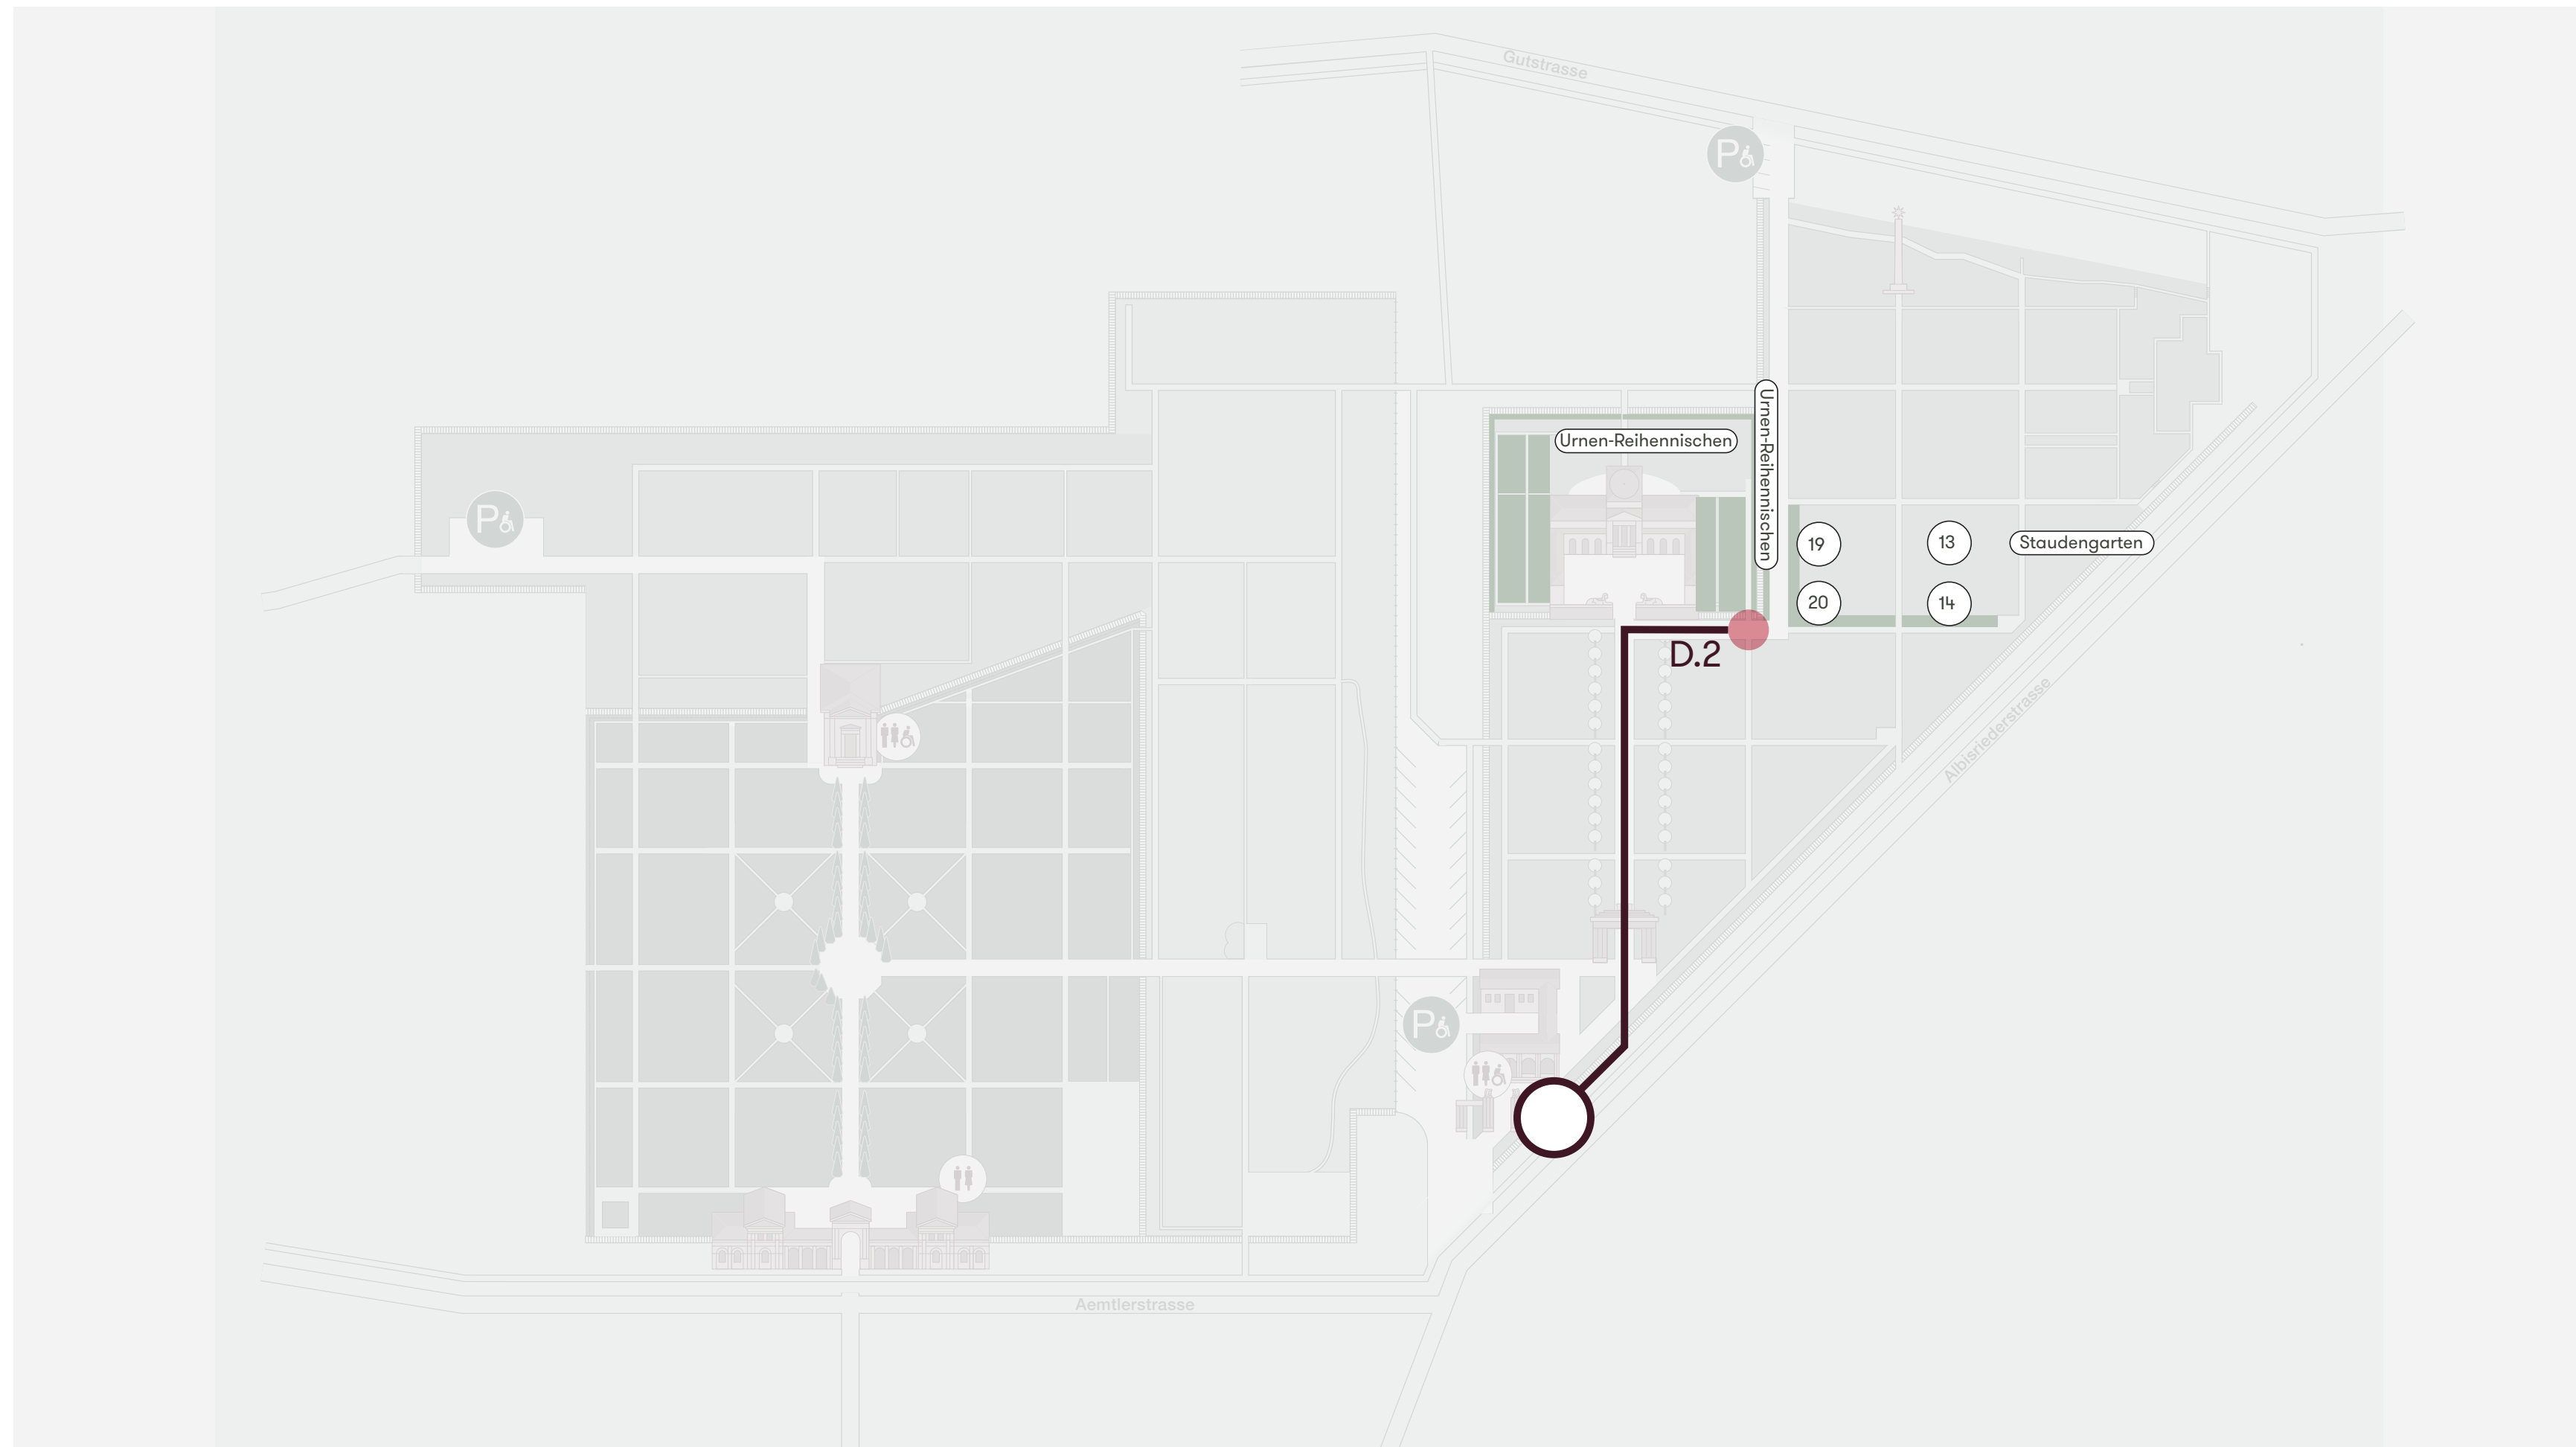 Gutstrasse
P
Urnen-Reihennischen
Urnen-Reihennischen
P
19
13
Staudengarten
20
14
D.2
Albisriederstrasse
P
Aemtlerstrasse